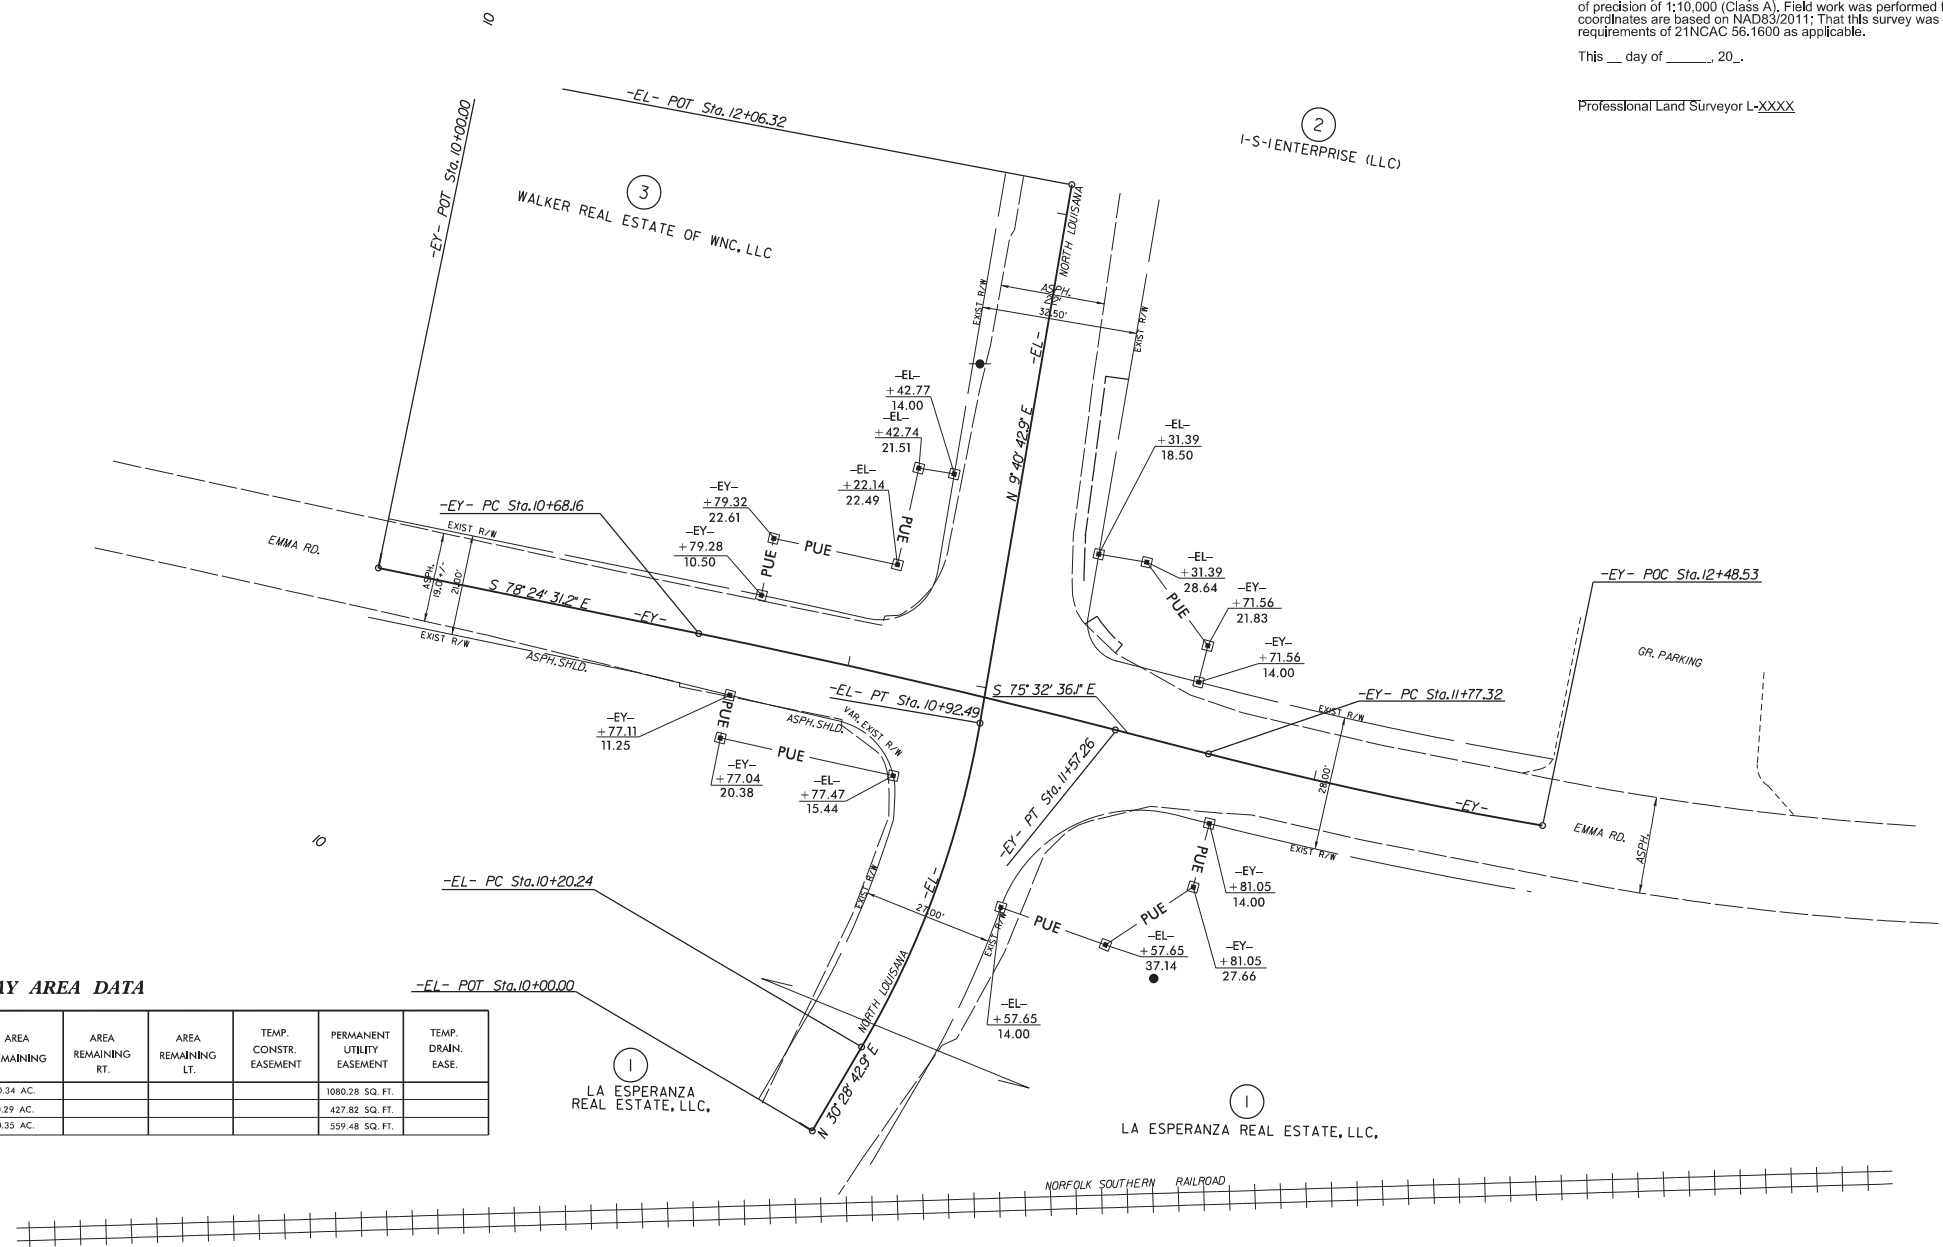 of precision of 1:10,000 (Class A). Field work was performed
coordinates are based on NAD83/2011; That this survey was
requirements of 21NCAC 56.1600 as applicable.
This __ day of ______, 20_.
Professional Land Surveyor L-XXXX
10
-EL- POT Sta. 12+06.32
-EY- POT Sta. 10+00.00
2
I-S-I ENTERPRISE (LLC)
3
WALKER REAL ESTATE OF WNC, LLC
NORTH LOUISANA
EXIST R/W
ASPH.
22'
32.50'
EXIST R/W
-EL-
N 9° 40' 42.9" E
-EL-
+42.77
14.00
-EL-
+42.74
21.51
-EL-
+22.14
22.49
-EL-
+31.39
18.50
-EY-
+79.32
22.61
-EY-
+79.28
10.50
PUE
PUE
PUE
-EY- PC Sta. 10+68.16
EMMA RD.
EXIST R/W
ASPH.
19.0' +/-
21.00'
EXIST R/W
S 78° 24' 31.2" E
-EY-
ASPH. SHLD.
-EL-
+31.39
28.64
PUE
-EY-
+71.56
21.83
-EY-
+71.56
14.00
-EY- POC Sta. 12+48.53
GR. PARKING
-EL- PT Sta. 10+92.49
S 75° 32' 36.1" E
-EY- PC Sta. 11+77.32
EXIST R/W
-EY-
+77.11
11.25
PUE
ASPH. SHLD.
VAR. EXIST R/W
PUE
-EY-
+77.04
20.38
-EL-
+77.47
15.44
-EY- PT Sta. 11+57.26
28.00'
-EY-
EMMA RD.
ASPH.
EXIST R/W
10
-EL- PC Sta. 10+20.24
EXIST R/W
-EL-
27.00'
EXIST R/W
PUE
PUE
PUE
-EY-
+81.05
14.00
-EL-
+57.65
37.14
-EY-
+81.05
27.66
-EL-
+57.65
14.00
NORTH LOUISANA
-EL- POT Sta. 10+00.00
N 30° 28' 42.9" E
AY AREA DATA
AREA
MAINING
AREA
REMAINING
RT.
AREA
REMAINING
LT.
TEMP.
CONSTR.
EASEMENT
PERMANENT
UTILITY
EASEMENT
TEMP.
DRAIN.
EASE.
.34 AC. 1080.28 SQ. FT.
.29 AC. 427.82 SQ. FT.
.35 AC. 559.48 SQ. FT.
1
LA ESPERANZA
REAL ESTATE, LLC,
1
LA ESPERANZA REAL ESTATE, LLC,
NORFOLK SOUTHERN RAILROAD